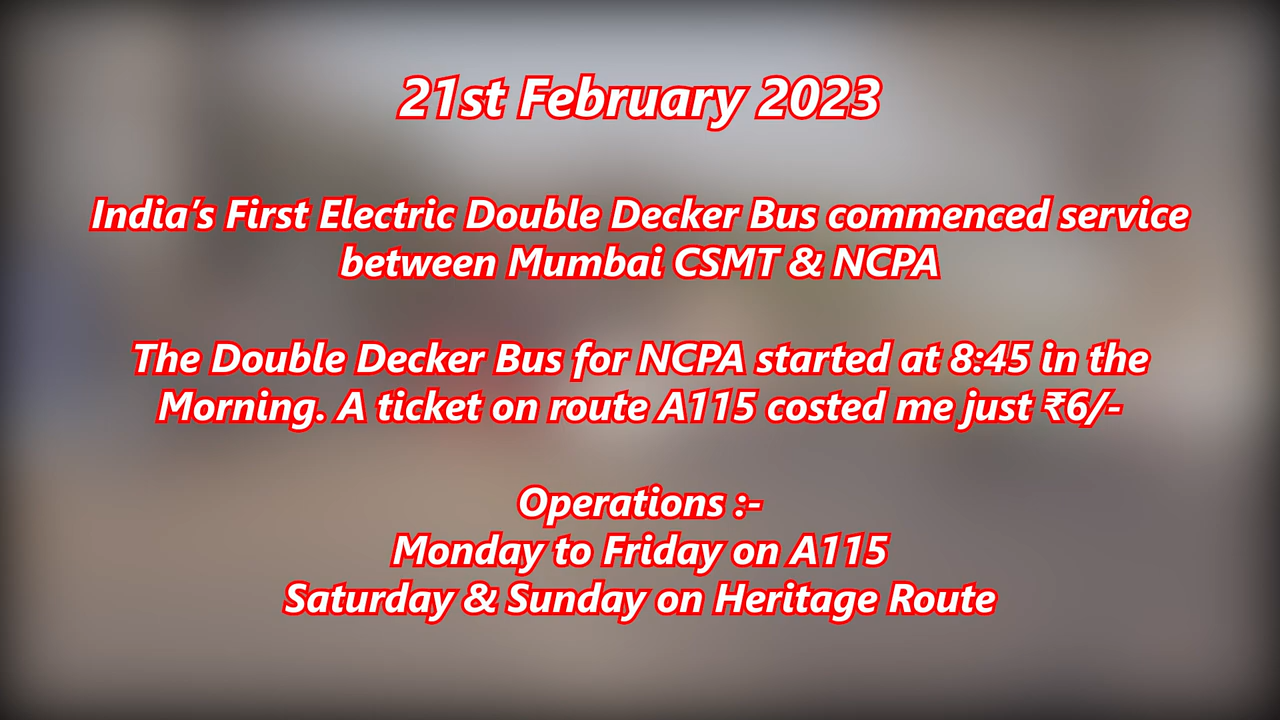 21st February 2023
India’s First Electric Double Decker Bus commenced service
between Mumbai CSMT & NCPA
The Double Decker Bus for NCPA started at 8:45 in the
Morning. A ticket on route A115 costed me just ₹6/-
Operations :-
Monday to Friday on A115
Saturday & Sunday on Heritage Route